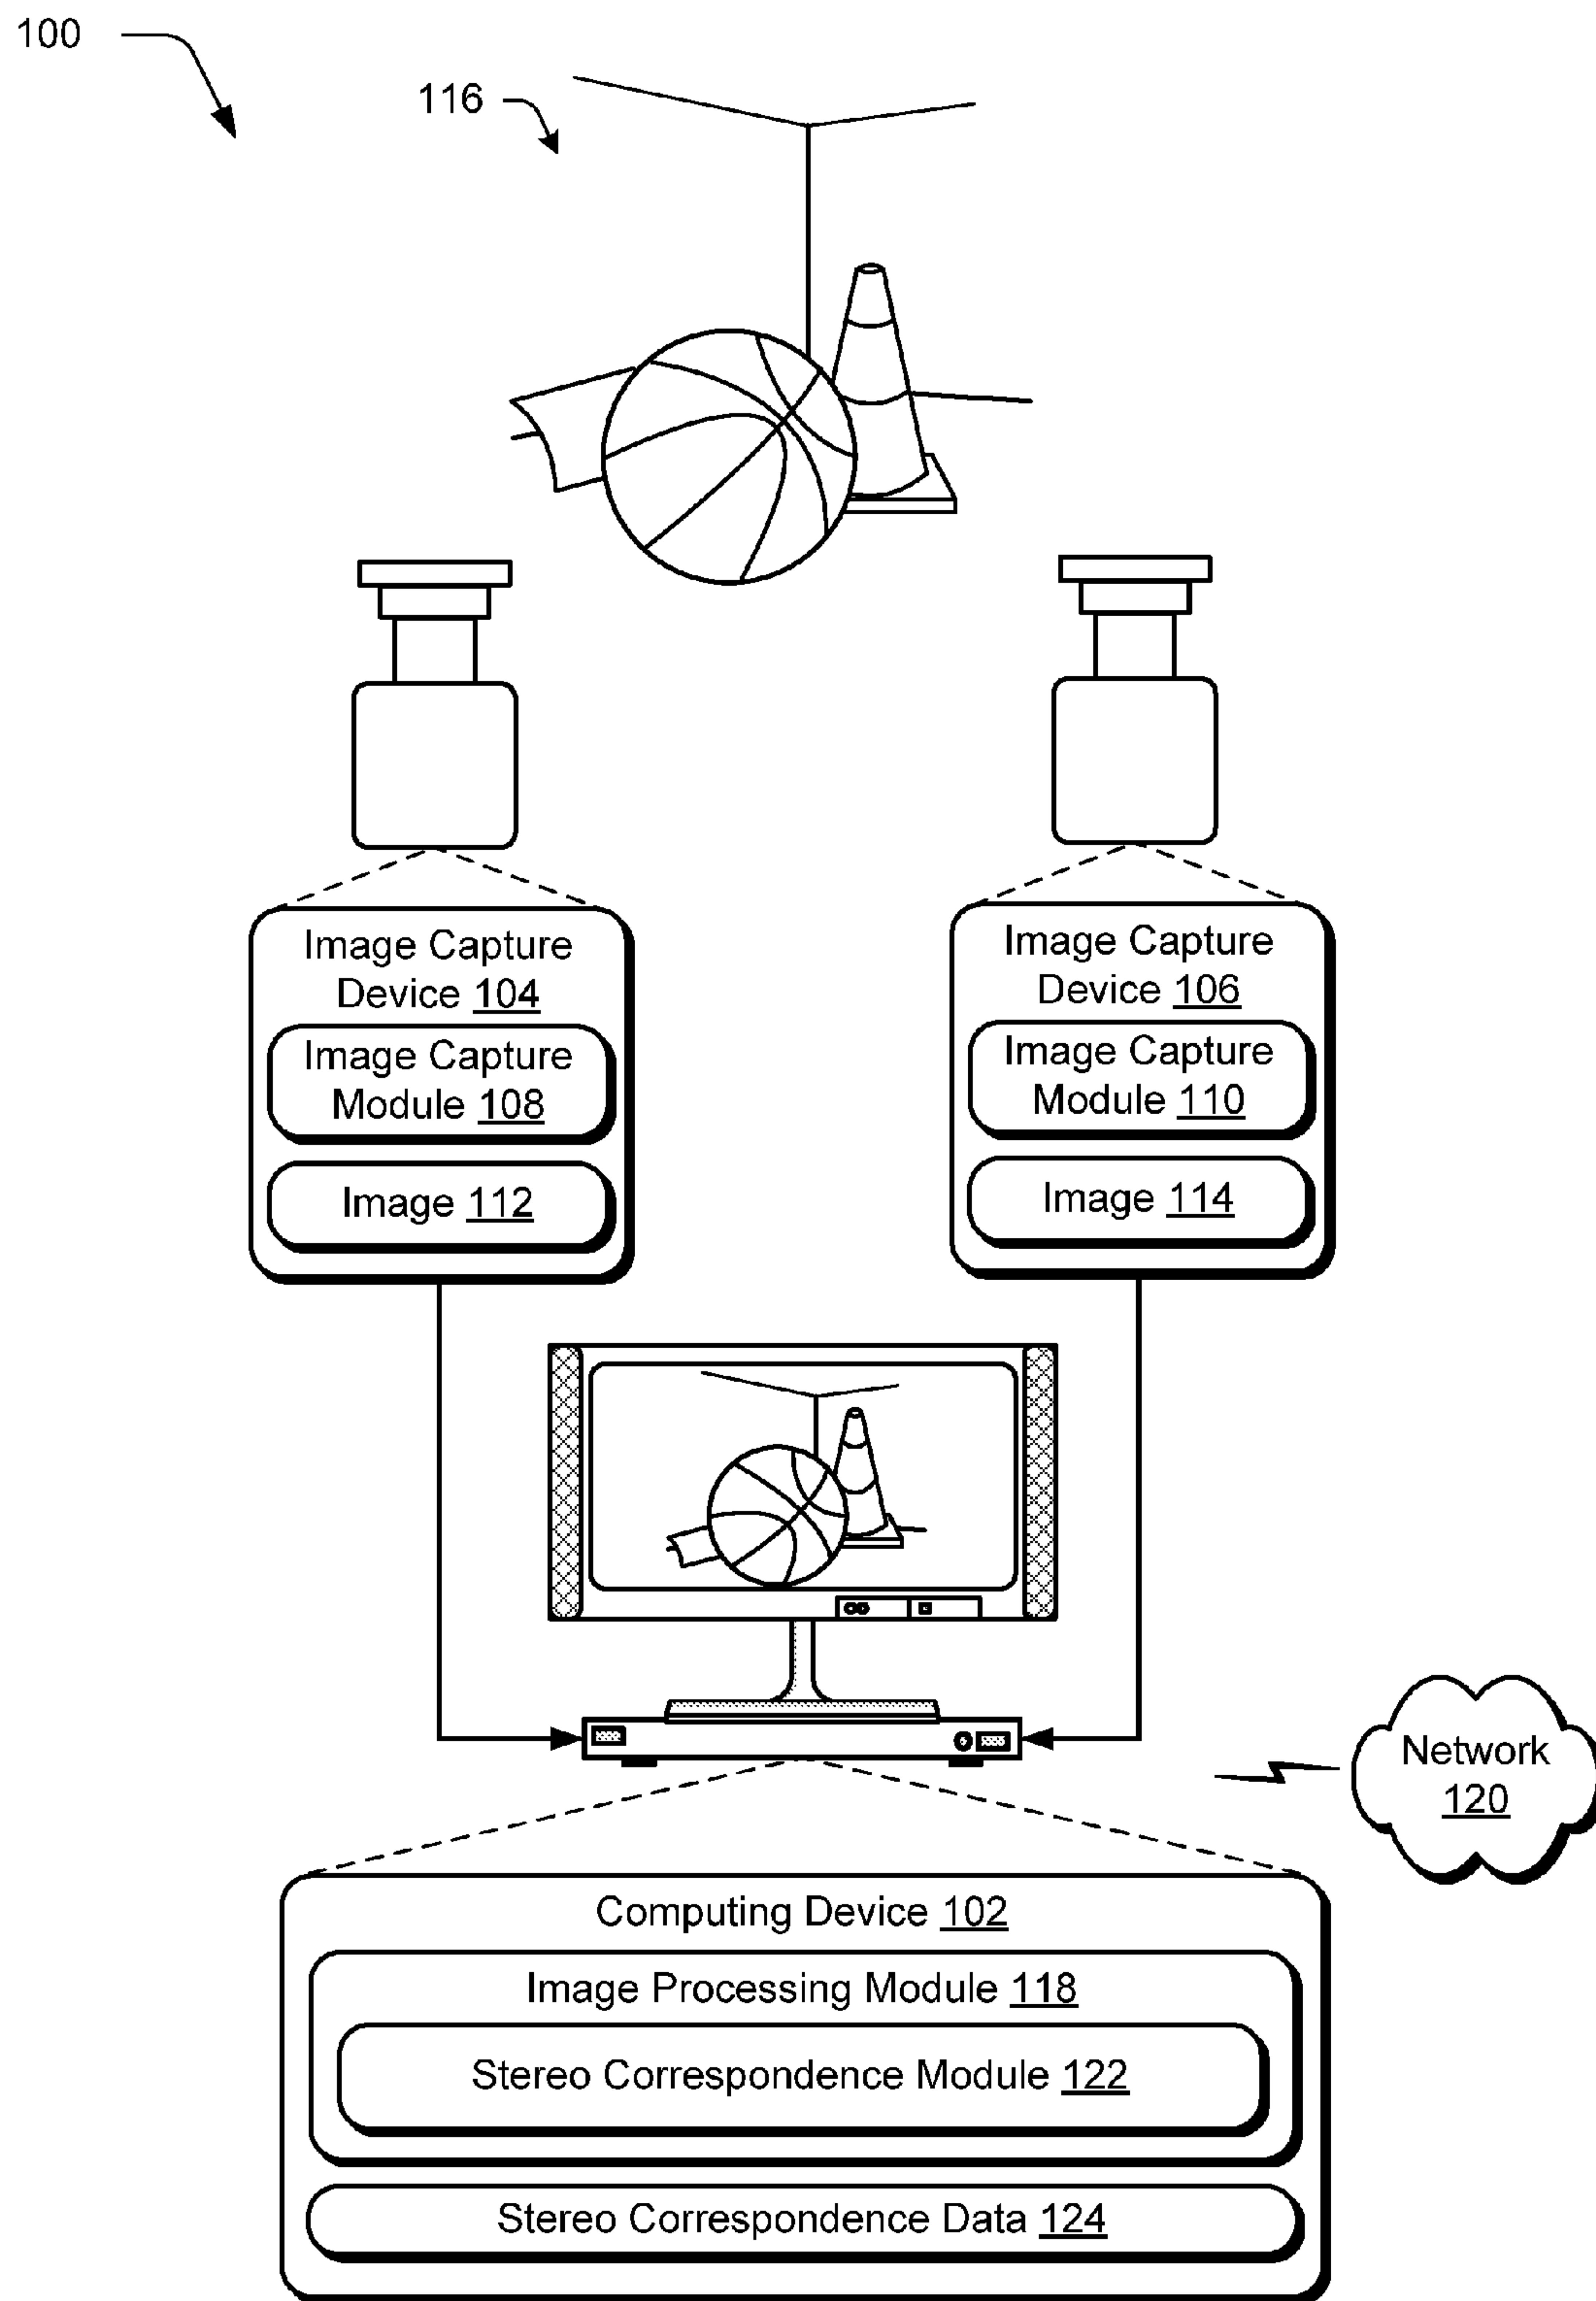 100
116
Image Capture
Device 104
Image Capture
Module 108
Image 112
Image Capture
Device 106
Image Capture
Module 110
Image 114
Network
120
Computing Device 102
Image Processing Module 118
Stereo Correspondence Module 122
Stereo Correspondence Data 124